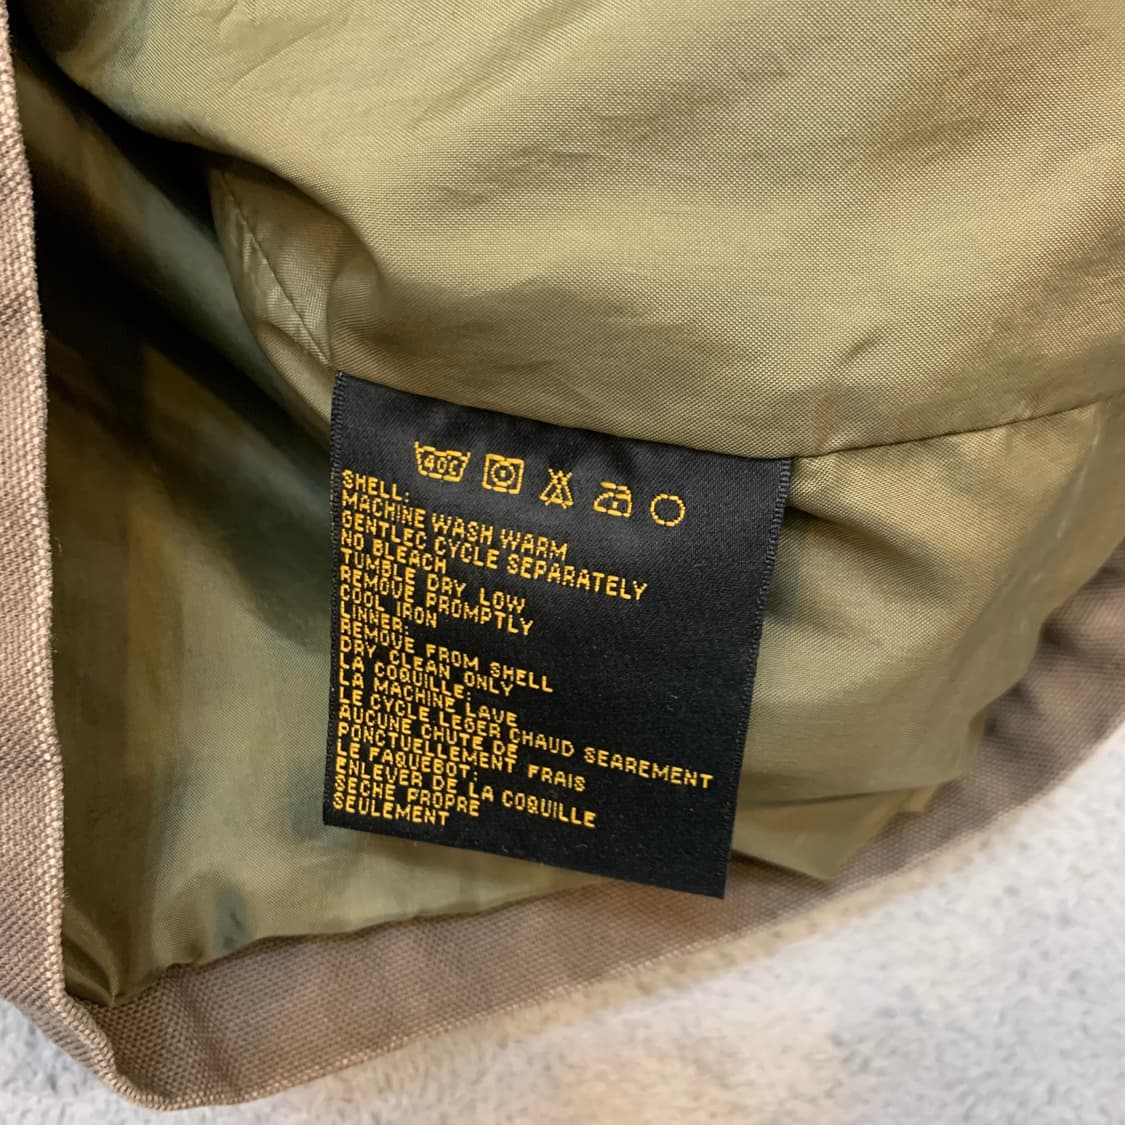 40C
SHELL:
MACHINE WASH WARM
GENTLEC CYCLE SEPARATELY
NO BLEACH
TUMBLE DRY LOW
REMOVE PROMPTLY
COOL IRON
LINNER:
REMOVE FROM SHELL
DRY CLEAN ONLY
LA COQUILLE:
LA MACHINE LAVE
LE CYCLE LEGER CHAUD SEAREMENT
AUCUNE CHUTE DE
PONCTUELLEMENT FRAIS
LE FAQUEBOT:
ENLEVER DE LA COQUILLE
SECHE PROPRE
SEULEMENT